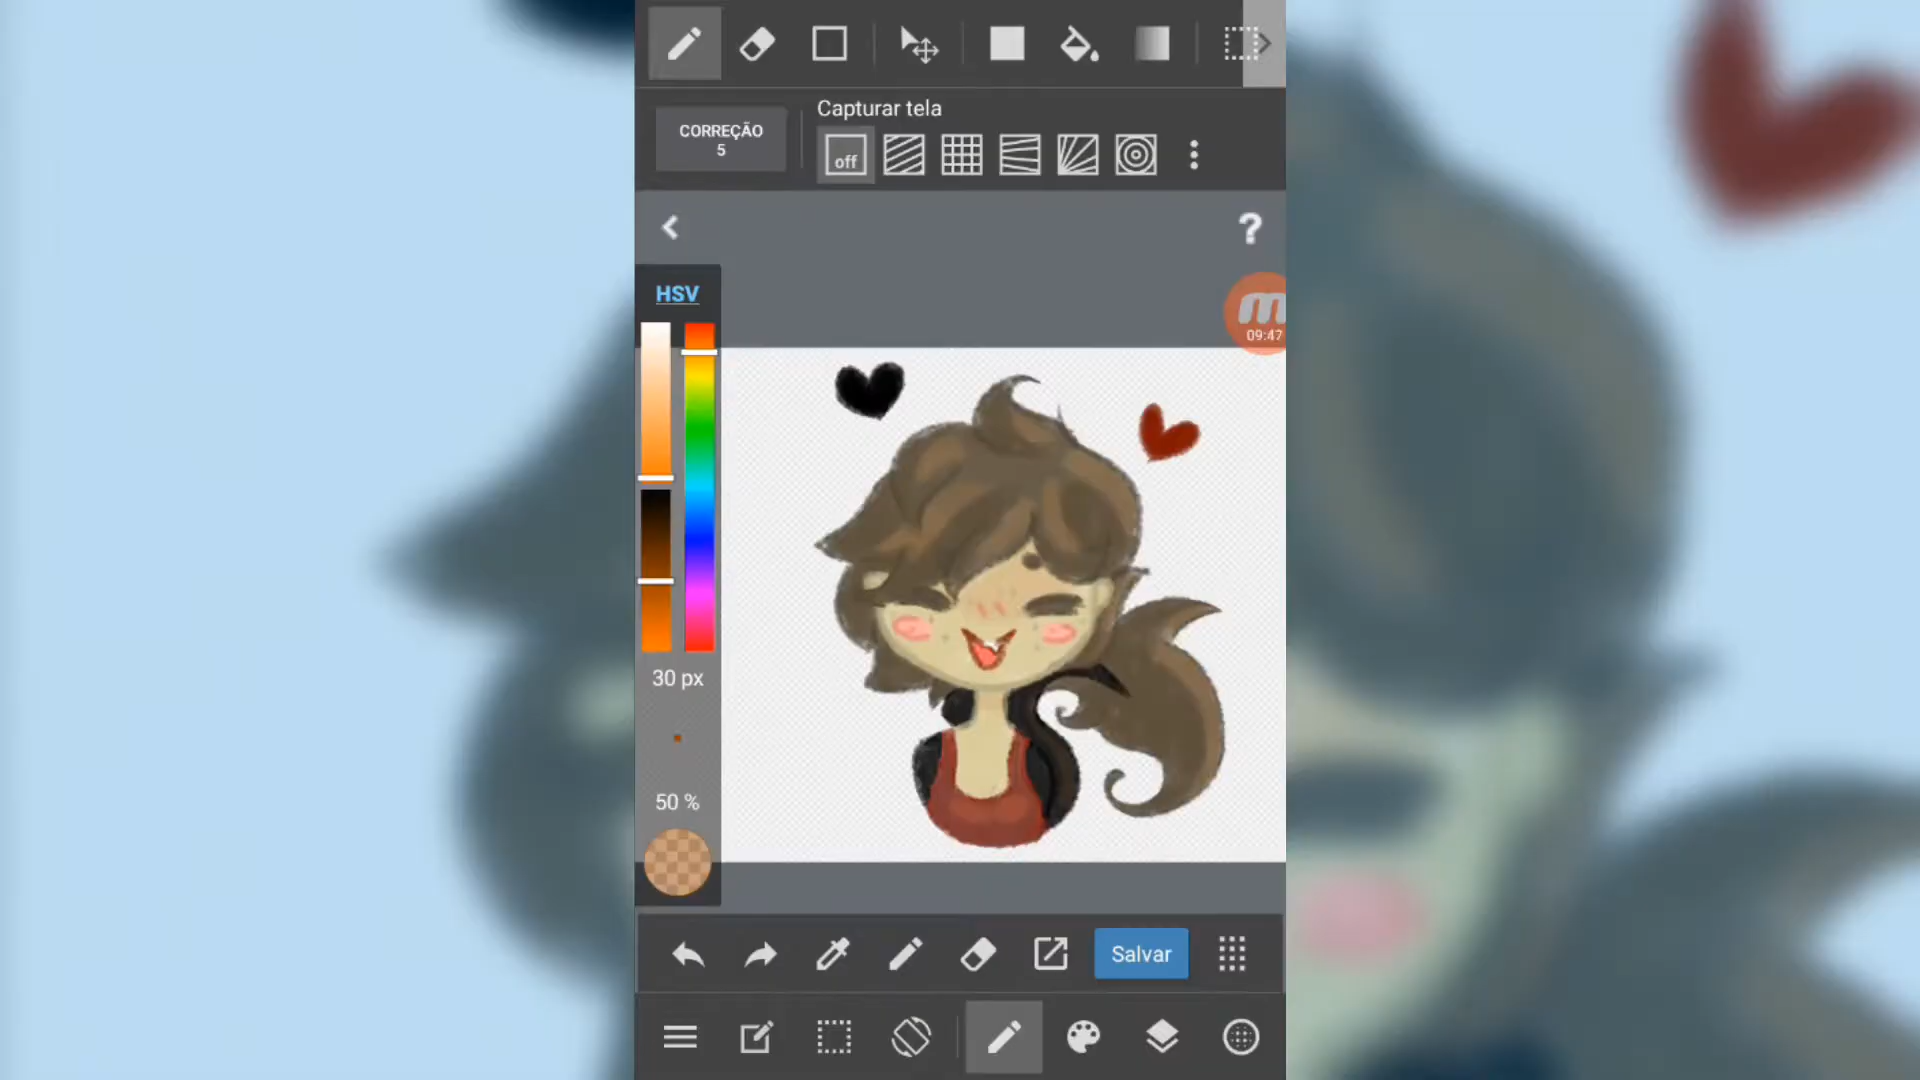 Capturar tela
CORREÇÃO
5
off
?
HSV
m
09:47
30 px
50 %
Salvar